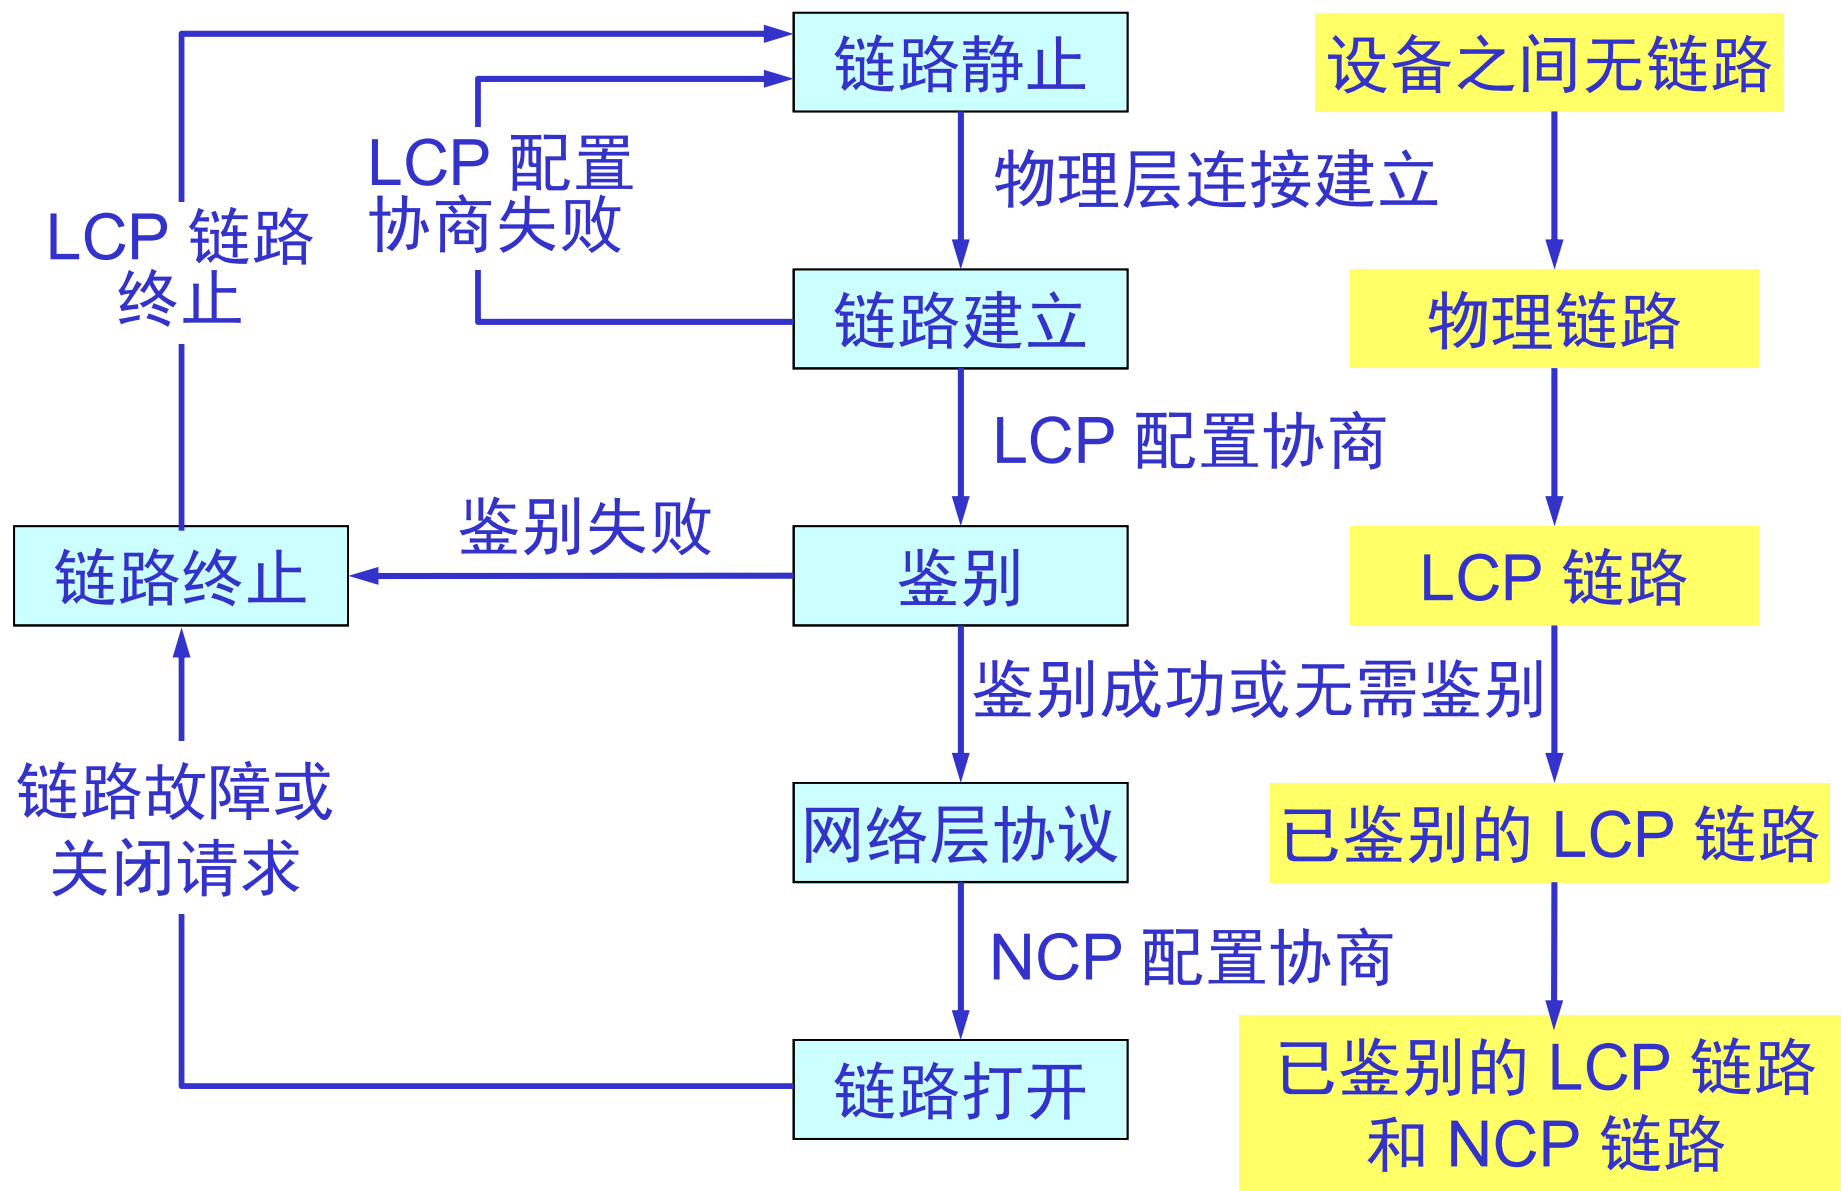 链路静止
设备之间无链路
LCP 配置
协商失败
物理层连接建立
LCP 链路
终止
链路建立
物理链路
LCP 配置协商
鉴别失败
链路终止
鉴别
LCP 链路
鉴别成功或无需鉴别
链路故障或
关闭请求
网络层协议
已鉴别的 LCP 链路
NCP 配置协商
链路打开
已鉴别的 LCP 链路
和 NCP 链路